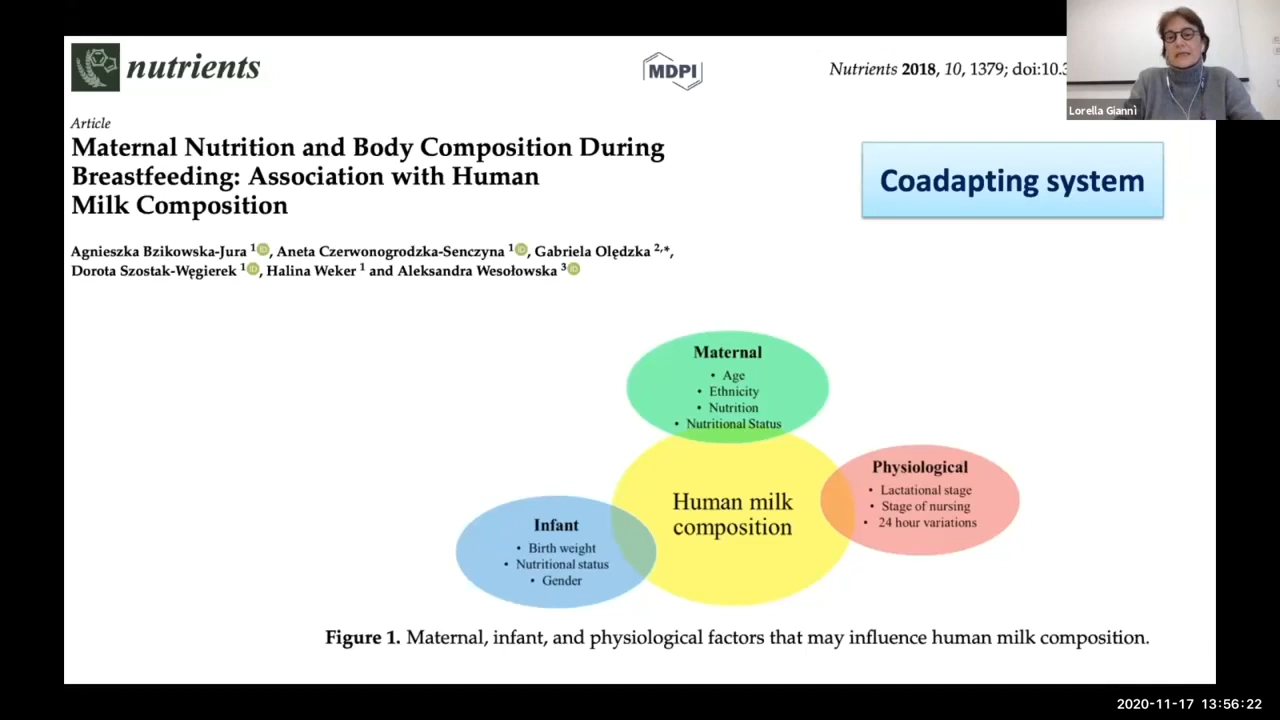 nutrients
MDPI
Nutrients 2018, 10, 1379; doi:10.3
Lorella Giannì
Article
Maternal Nutrition and Body Composition During
Breastfeeding: Association with Human
Milk Composition
Coadapting system
Agnieszka Bzikowska-Jura 1, Aneta Czerwonogrodzka-Senczyna 1, Gabriela Olędzka 2,*,
Dorota Szostak-Węgierek 1, Halina Weker 1 and Aleksandra Wesołowska 3
Maternal
• Age
• Ethnicity
• Nutrition
• Nutritional Status
Physiological
• Lactational stage
• Stage of nursing
• 24 hour variations
Human milk
composition
Infant
• Birth weight
• Nutritional status
• Gender
Figure 1. Maternal, infant, and physiological factors that may influence human milk composition.
2020-11-17 13:56:22